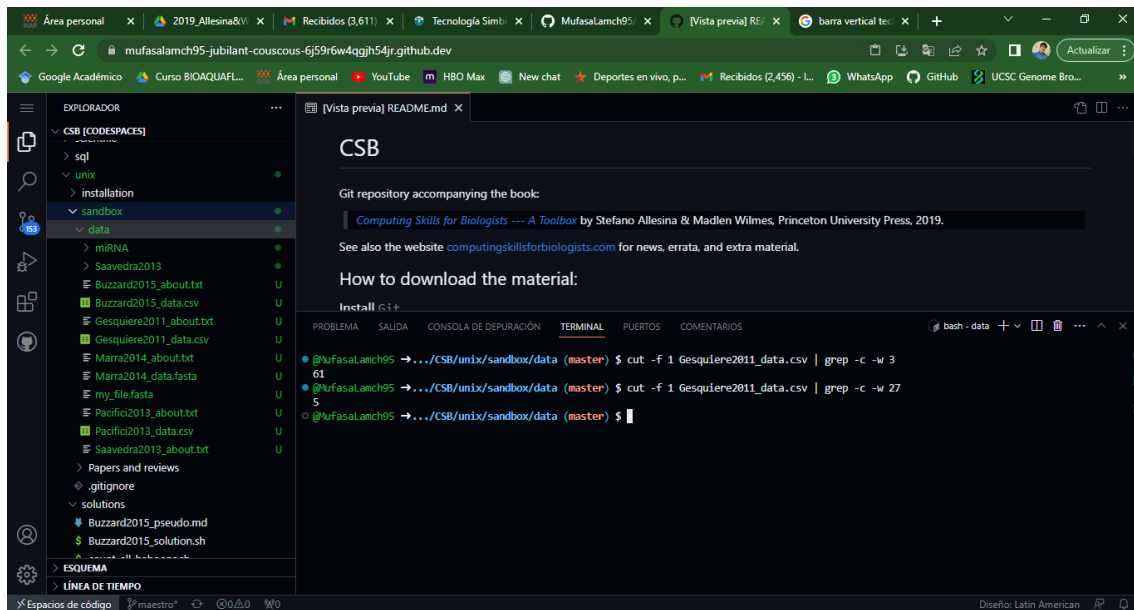 Área personal
2019_Allesina&W
Recibidos (3,611)
Tecnología Simbi
MufasaLamch95/
[Vista previa] REA
barra vertical tecl
mufasalamch95-jubilant-couscous-6j59r6w4qgjh54jr.github.dev
Actualizar
Google Académico
Curso BIOAQUAFL...
Área personal
YouTube
HBO Max
New chat
Deportes en vivo, p...
Recibidos (2,456) - l...
WhatsApp
GitHub
UCSC Genome Bro...
EXPLORADOR
CSB [CODESPACES]
scientific
sql
unix
installation
sandbox
data
miRNA
Saavedra2013
Buzzard2015_about.txt U
Buzzard2015_data.csv U
Gesquiere2011_about.txt U
Gesquiere2011_data.csv U
Marra2014_about.txt U
Marra2014_data.fasta U
my_file.fasta U
Pacifici2013_about.txt U
Pacifici2013_data.csv U
Saavedra2013_about.txt U
Papers and reviews
.gitignore
solutions
Buzzard2015_pseudo.md
Buzzard2015_solution.sh
count_all_baboons.sh
ESQUEMA
LÍNEA DE TIEMPO
153
[Vista previa] README.md
CSB
Git repository accompanying the book:
Computing Skills for Biologists --- A Toolbox by Stefano Allesina & Madlen Wilmes, Princeton University Press, 2019.
See also the website computingskillsforbiologists.com for news, errata, and extra material.
How to download the material:
Install Git
PROBLEMA SALIDA CONSOLA DE DEPURACIÓN TERMINAL PUERTOS COMENTARIOS
bash - data
@MufasaLamch95 →.../CSB/unix/sandbox/data (master) $ cut -f 1 Gesquiere2011_data.csv | grep -c -w 3
61
@MufasaLamch95 →.../CSB/unix/sandbox/data (master) $ cut -f 1 Gesquiere2011_data.csv | grep -c -w 27
5
@MufasaLamch95 →.../CSB/unix/sandbox/data (master) $
Espacios de código
maestro*
0 0
0
Diseño: Latin American